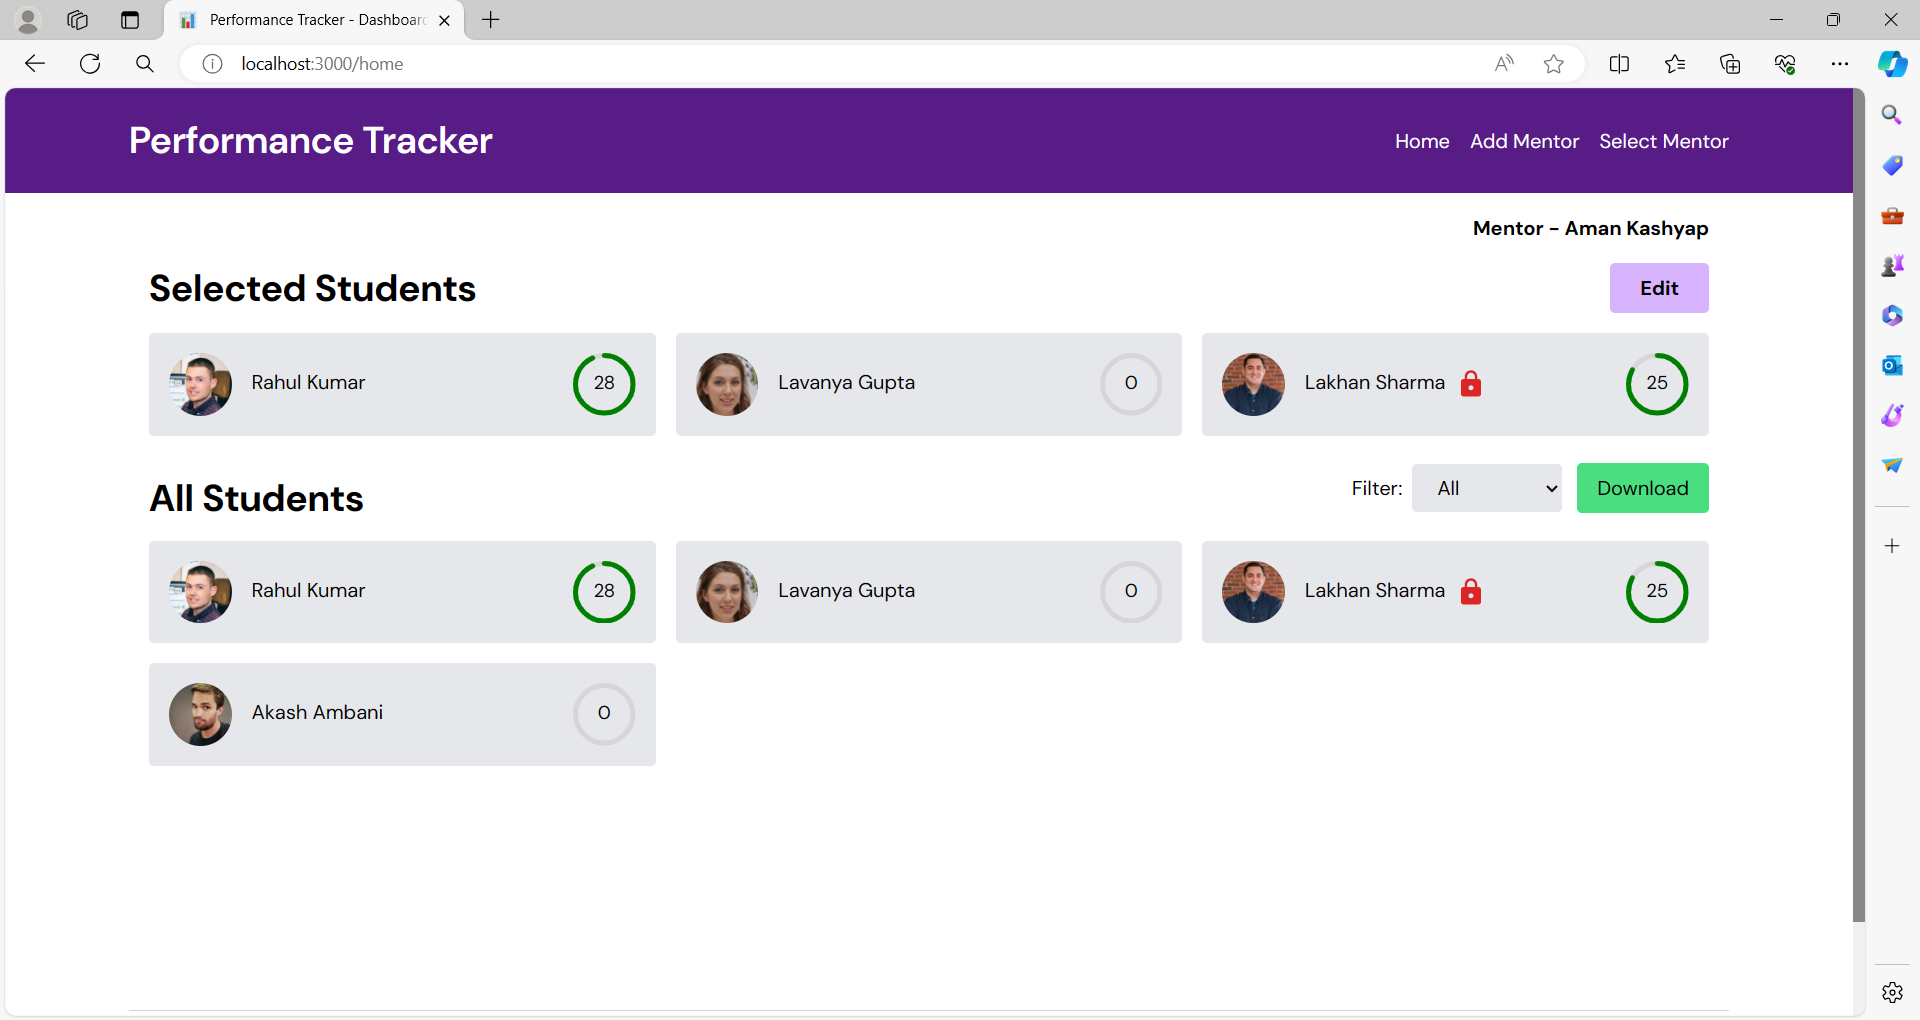 Performance Tracker - Dashboard
localhost:3000/home
Performance Tracker
Home Add Mentor Select Mentor
Mentor - Aman Kashyap
Selected Students
Edit
Rahul Kumar 28
Lavanya Gupta 0
Lakhan Sharma 25
All Students
Filter: All Download
Rahul Kumar 28
Lavanya Gupta 0
Lakhan Sharma 25
Akash Ambani 0